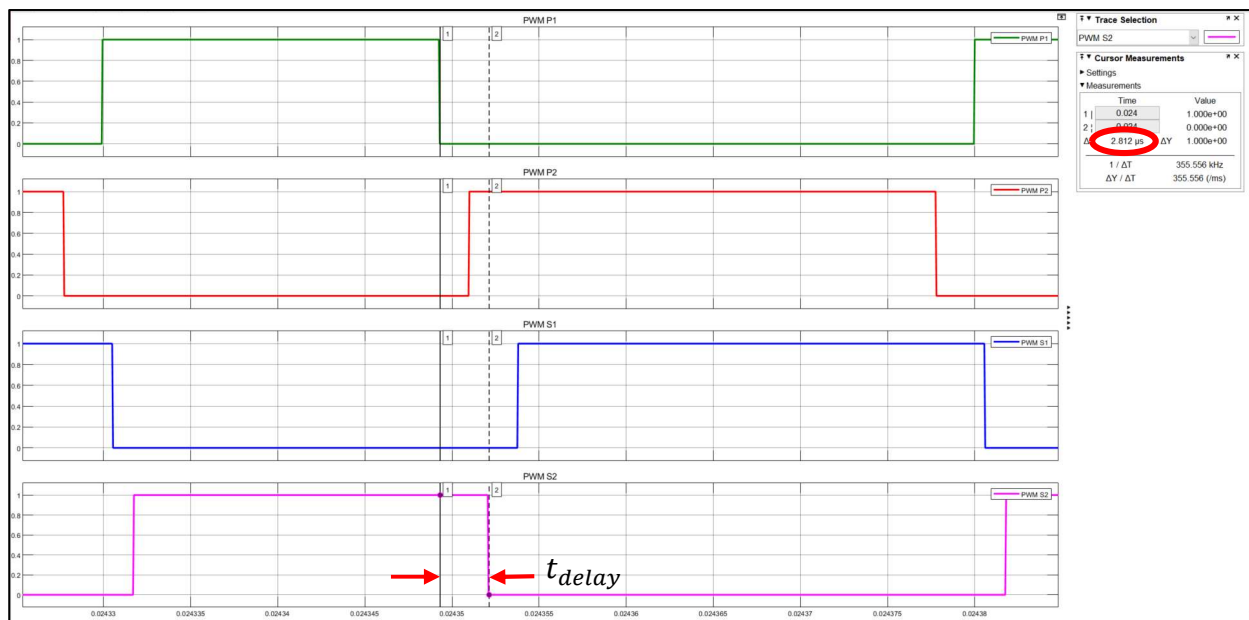 PWM P1
1
2
PWM P1
1
0.8
0.6
0.4
0.2
0
PWM P2
1
2
PWM P2
1
0.8
0.6
0.4
0.2
0
PWM S1
1
2
PWM S1
1
0.8
0.6
0.4
0.2
0
PWM S2
1
2
PWM S2
1
0.8
0.6
0.4
0.2
0
t_delay
0.02433 0.024335 0.02434 0.024345 0.02435 0.024355 0.02436 0.024365 0.02437 0.024375 0.02438
Trace Selection
PWM S2
Cursor Measurements
Settings
Measurements
Time Value
1 | 0.024 1.000e+00
2 ¦ 0.024 0.000e+00
2.812 µs ΔY 1.000e+00
1 / ΔT 355.556 kHz
ΔY / ΔT 355.556 (/ms)